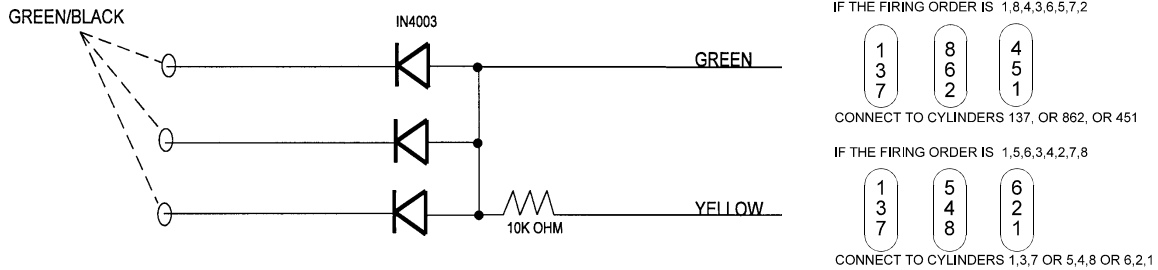 GREEN/BLACK
IN4003
GREEN
YELLOW
10K OHM
IF THE FIRING ORDER IS 1,8,4,3,6,5,7,2
1 8 4
3 6 5
7 2 1
CONNECT TO CYLINDERS 137, OR 862, OR 451
IF THE FIRING ORDER IS 1,5,6,3,4,2,7,8
1 5 6
3 4 2
7 8 1
CONNECT TO CYLINDERS 1,3,7 OR 5,4,8 OR 6,2,1